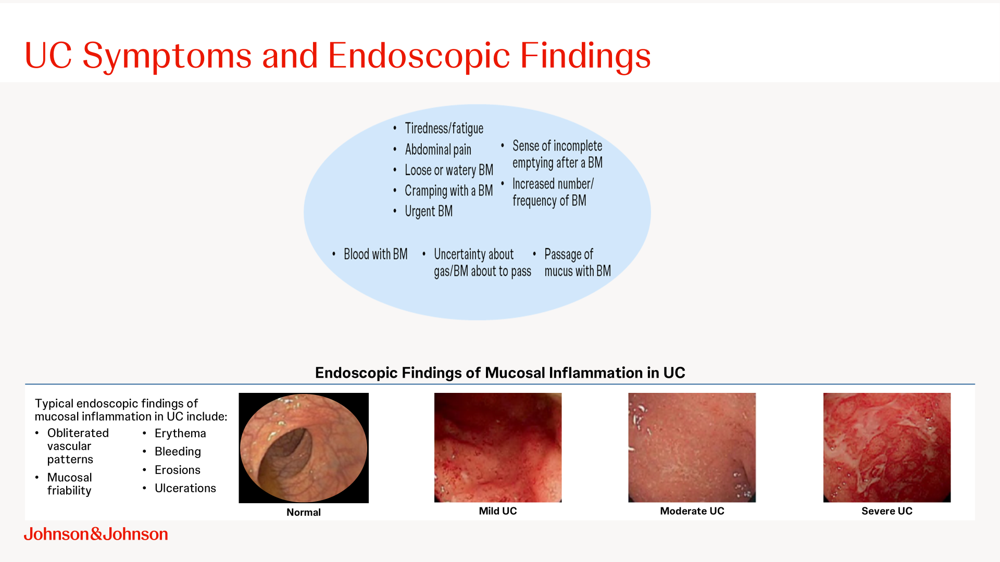 UC Symptoms and Endoscopic Findings
• Tiredness/fatigue
• Abdominal pain
• Loose or watery BM
• Cramping with a BM
• Urgent BM
• Sense of incomplete
emptying after a BM
• Increased number/
frequency of BM
• Blood with BM
• Uncertainty about
gas/BM about to pass
• Passage of
mucus with BM
Endoscopic Findings of Mucosal Inflammation in UC
Typical endoscopic findings of
mucosal inflammation in UC include:
• Obliterated
vascular
patterns
• Mucosal
friability
• Erythema
• Bleeding
• Erosions
• Ulcerations
Normal
Mild UC
Moderate UC
Severe UC
Johnson&Johnson